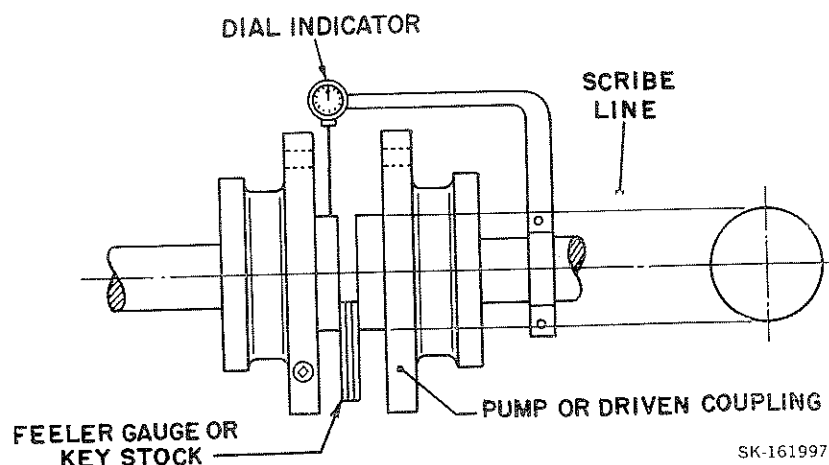 DIAL INDICATOR
SCRIBE
LINE
PUMP OR DRIVEN COUPLING
FEELER GAUGE OR
KEY STOCK
SK-161997